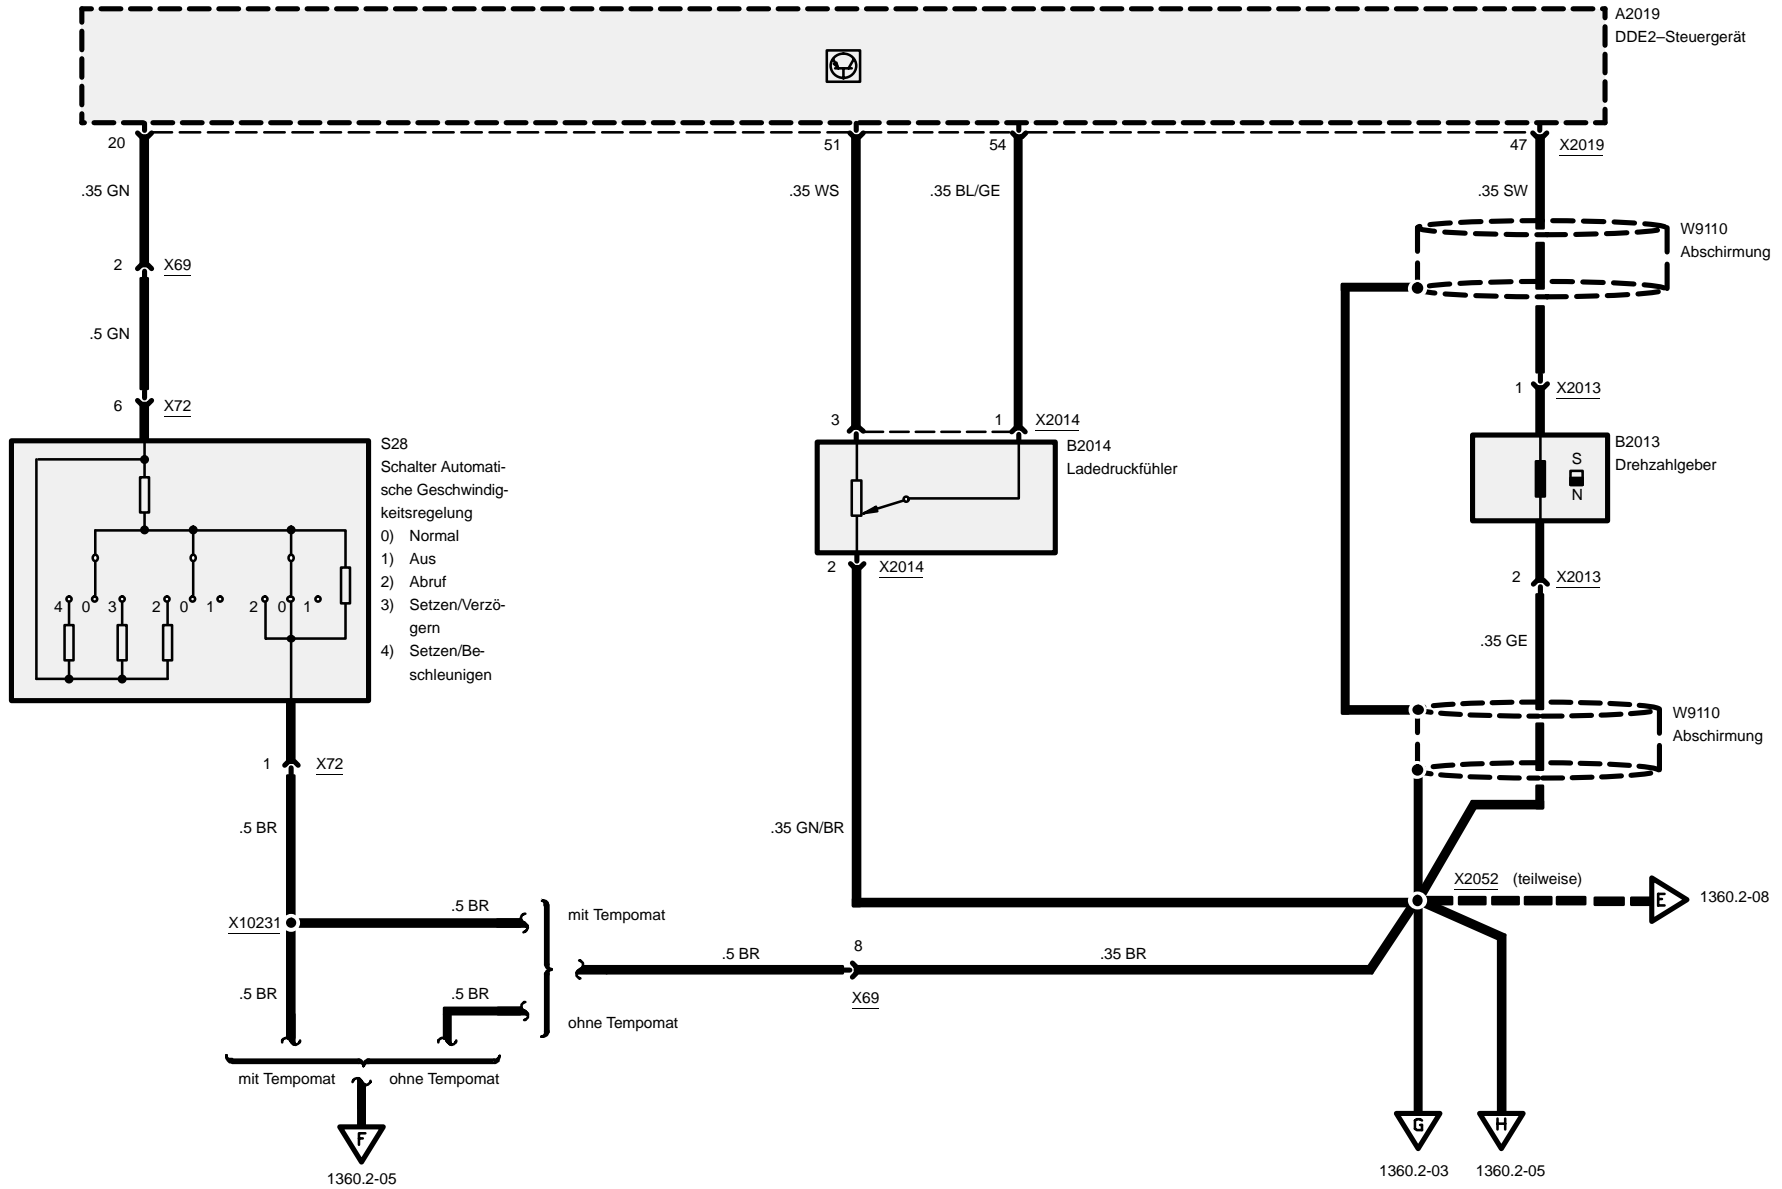 A2019
DDE2–Steuergerät
20
51
54
47
X2019
.35 GN
.35 WS
.35 BL/GE
.35 SW
W9110
Abschirmung
2
X69
.5 GN
1
X2013
6
X72
3
1
X2014
S28
Schalter Automati-
sche Geschwindig-
keitsregelung
0) Normal
1) Aus
2) Abruf
3) Setzen/Verzö-
gern
4) Setzen/Be-
schleunigen
B2014
Ladedruckfühler
B2013
Drehzahlgeber
S
N
4 0 3 2 0 1 2 0 1
2
X2014
2
X2013
.35 GE
W9110
Abschirmung
1
X72
.5 BR
.35 GN/BR
X2052 (teilweise)
E
1360.2-08
X10231
.5 BR
mit Tempomat
.5 BR
8
.35 BR
X69
.5 BR
.5 BR
ohne Tempomat
mit Tempomat
ohne Tempomat
F
1360.2-05
G
H
1360.2-03
1360.2-05